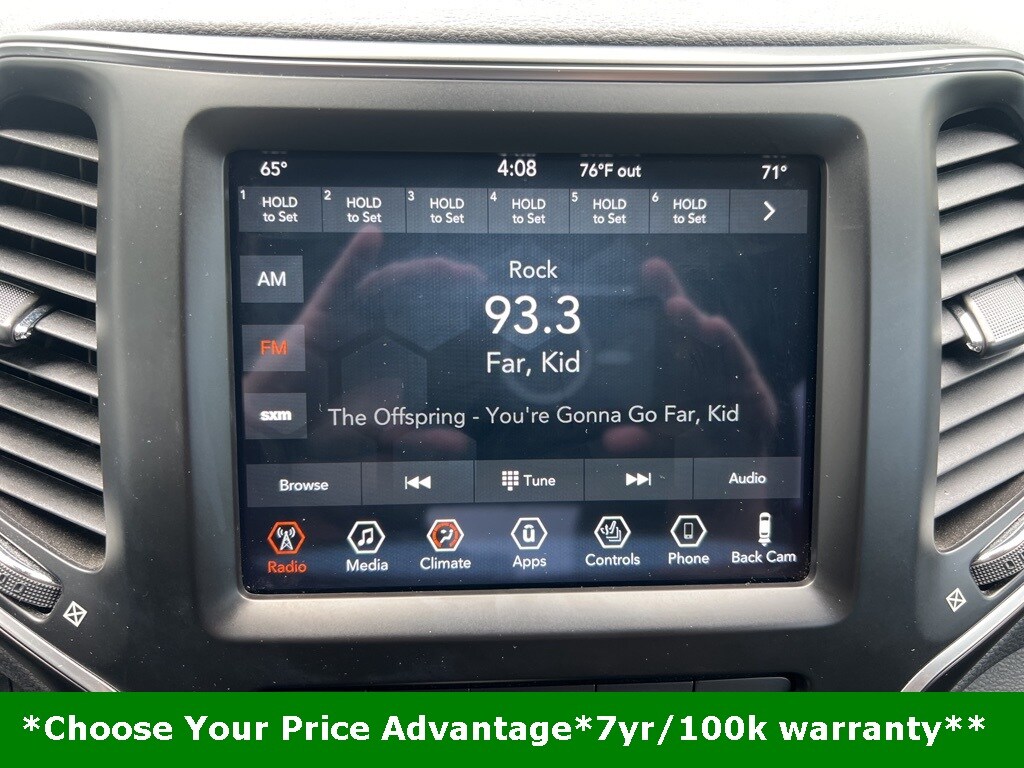 65° 4:08 76°F out 71°
1 HOLD to Set 2 HOLD to Set 3 HOLD to Set 4 HOLD to Set 5 HOLD to Set 6 HOLD to Set
Rock
AM
93.3
FM
Far, Kid
sxm
The Offspring - You're Gonna Go Far, Kid
Browse Tune Audio
Radio Media Climate Apps Controls Phone Back Cam
*Choose Your Price Advantage*7yr/100k warranty**